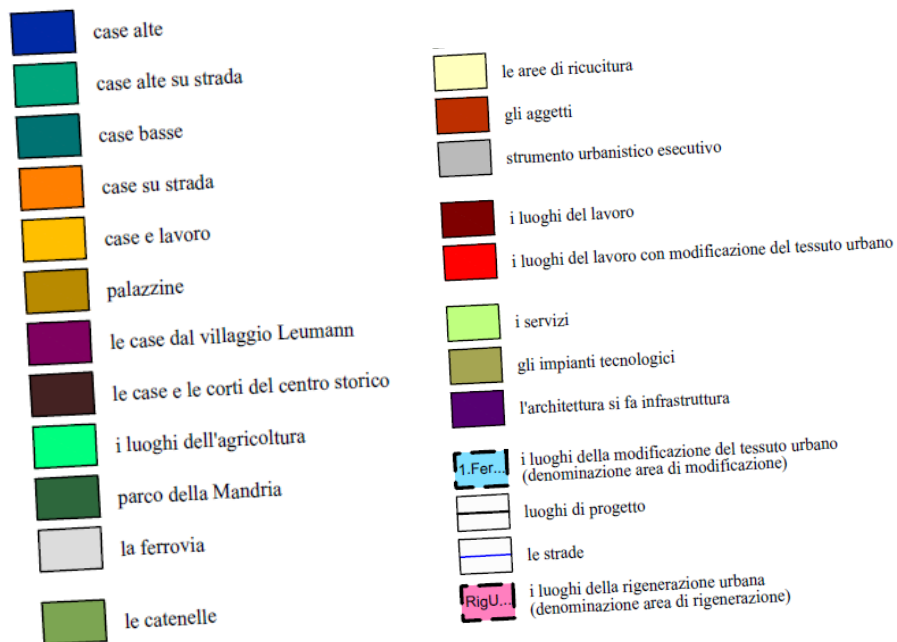 case alte
case alte su strada
case basse
case su strada
case e lavoro
palazzine
le case dal villaggio Leumann
le case e le corti del centro storico
i luoghi dell'agricoltura
parco della Mandria
la ferrovia
le catenelle
le aree di ricucitura
gli aggetti
strumento urbanistico esecutivo
i luoghi del lavoro
i luoghi del lavoro con modificazione del tessuto urbano
i servizi
gli impianti tecnologici
l'architettura si fa infrastruttura
1.Fer...
i luoghi della modificazione del tessuto urbano
(denominazione area di modificazione)
luoghi di progetto
le strade
RigU...
i luoghi della rigenerazione urbana
(denominazione area di rigenerazione)